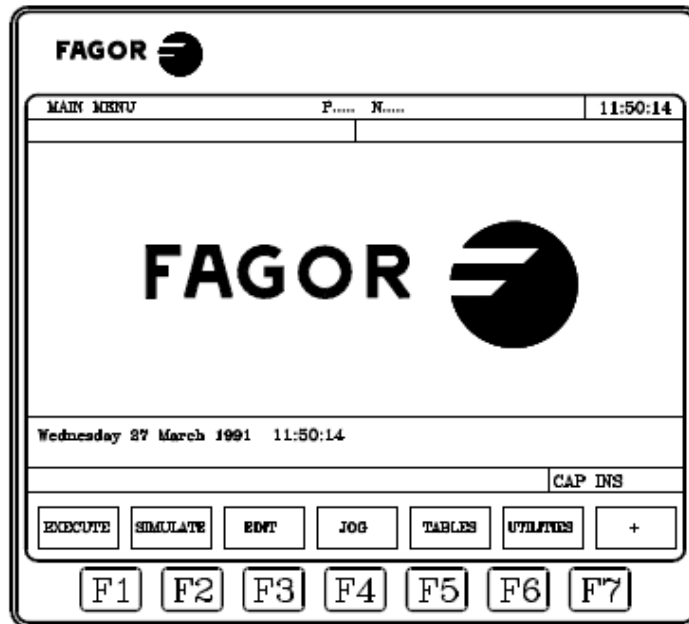 FAGOR
MAIN MENU P..... N..... 11:50:14
FAGOR
Wednesday 27 March 1991 11:50:14
CAP INS
EXECUTE SIMULATE EDIT JOG TABLES UTILITIES +
F1 F2 F3 F4 F5 F6 F7